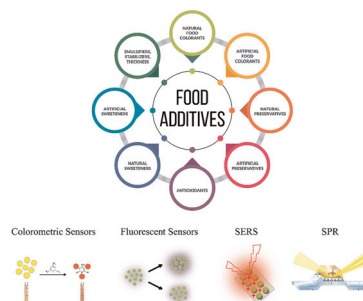 NATURAL
FOOD
COLORANTS
EMULSIFIERS,
STABILIZERS,
THICKNESS
ARTIFICIAL
FOOD
COLORANTS
ARTIFICIAL
SWEETENERS
FOOD
ADDITIVES
NATURAL
PRESERVATIVES
NATURAL
SWEETENERS
ARTIFICIAL
PRESERVATIVES
ANTIOXIDANTS
Colorometric Sensors
Fluorescent Sensors
SERS
SPR